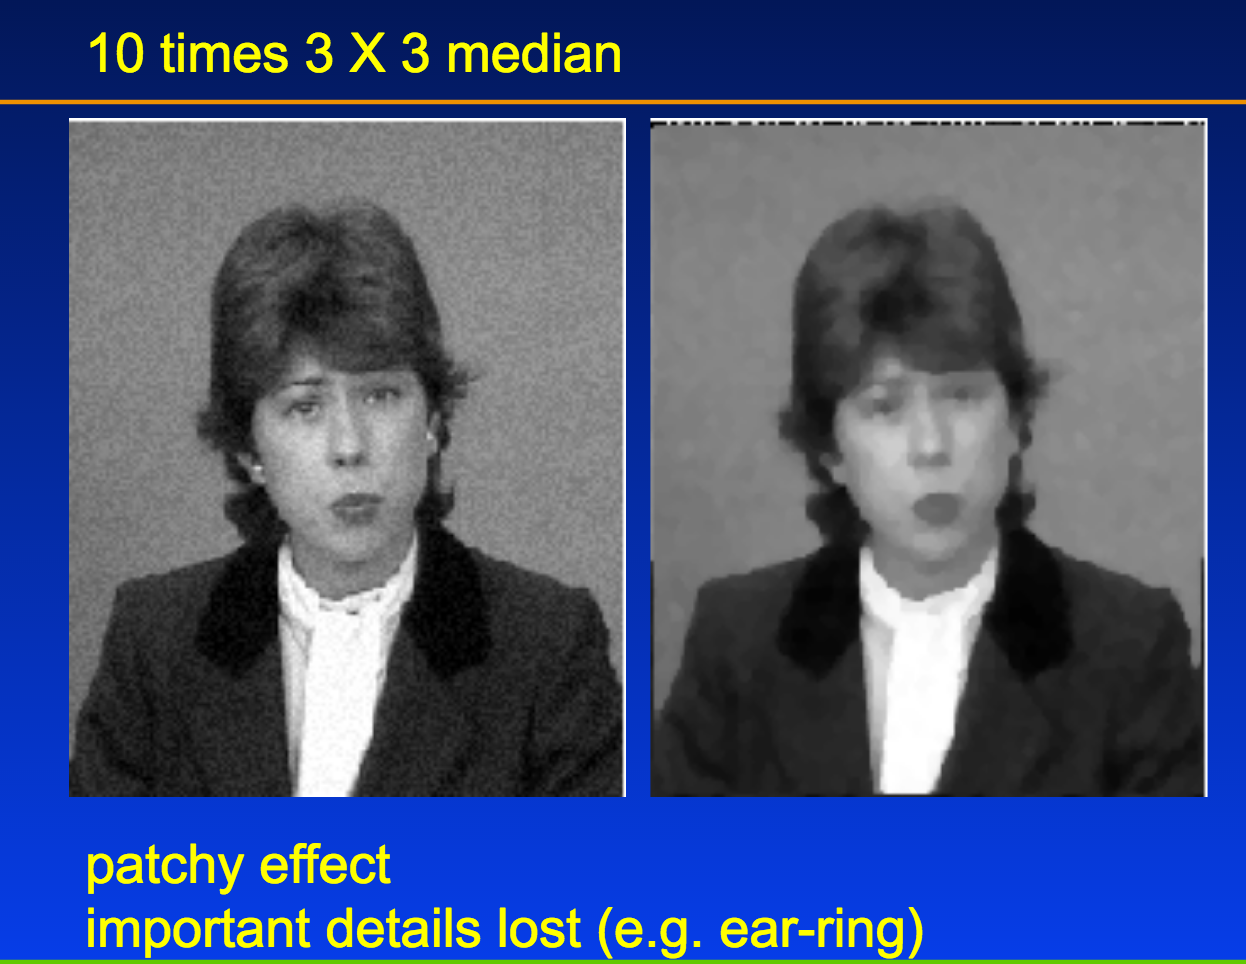 10 times 3 X 3 median
patchy effect
important details lost (e.g. ear-ring)